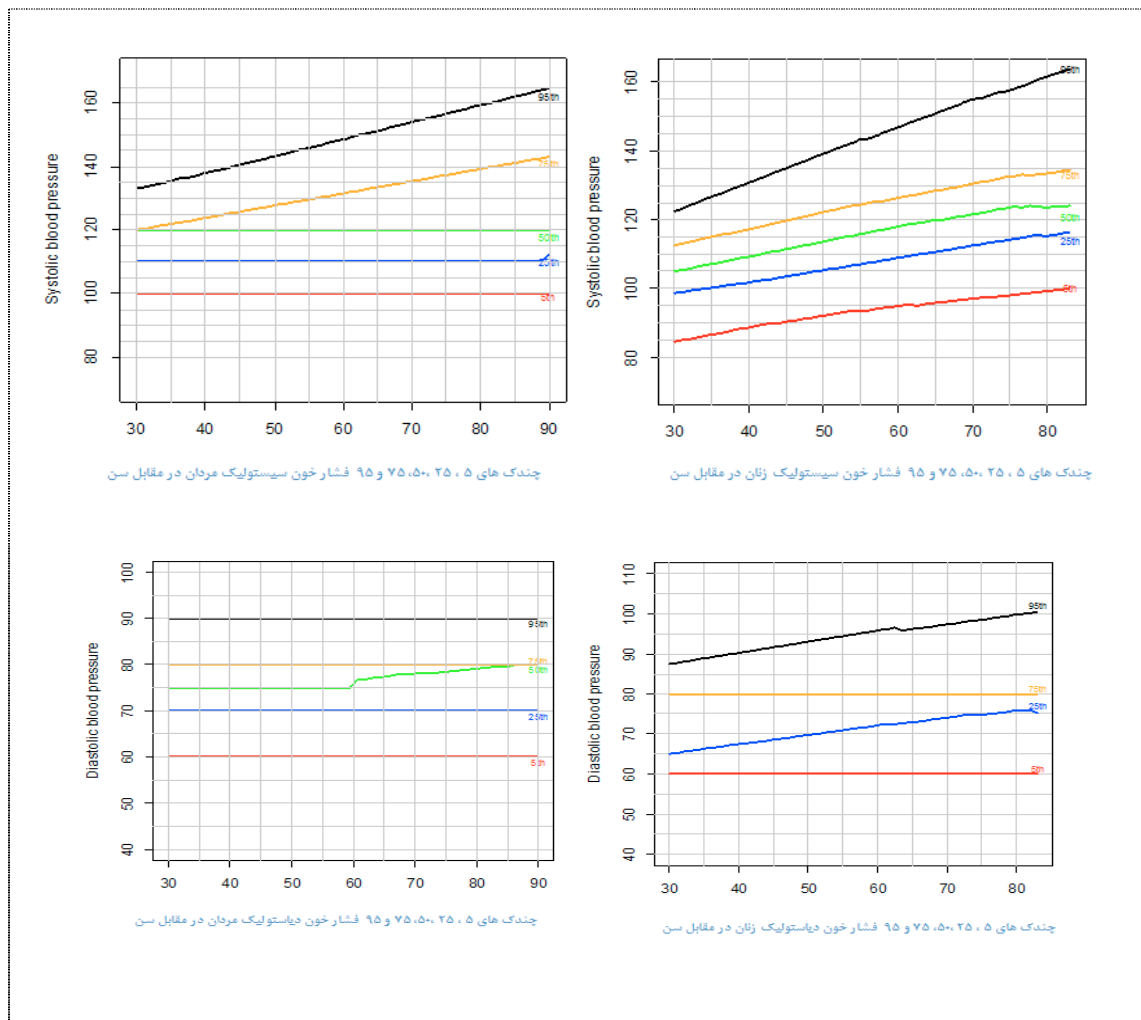 Systolic blood pressure
160
140
120
100
80
95th
75th
50th
25th
5th
30 40 50 60 70 80 90
چندک های ۵ ، ۲۵ ،۵۰، ۷۵ و ۹۵ فشار خون سیستولیک مردان در مقابل سن
Systolic blood pressure
160
140
120
100
80
95th
75th
50th
25th
5th
30 40 50 60 70 80
چندک های ۵ ، ۲۵ ،۵۰، ۷۵ و ۹۵ فشار خون سیستولیک زنان در مقابل سن
Diastolic blood pressure
100
90
80
70
60
50
40
95th
75th
50th
25th
5th
30 40 50 60 70 80 90
چندک های ۵ ، ۲۵ ،۵۰، ۷۵ و ۹۵ فشار خون دیاستولیک مردان در مقابل سن
Diastolic blood pressure
110
100
90
80
70
60
50
40
95th
75th
25th
5th
30 40 50 60 70 80
چندک های ۵ ، ۲۵ ،۵۰، ۷۵ و ۹۵ فشار خون دیاستولیک زنان در مقابل سن